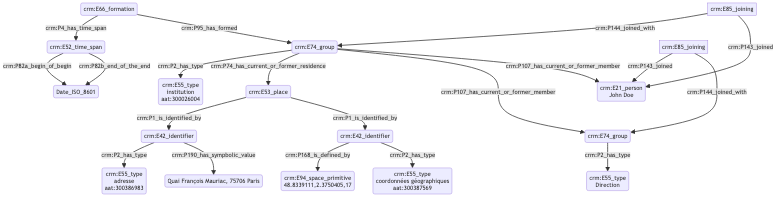 crm:E66_formation
crm:E85_joining
crm:P4_has_time_span
crm:P95_has_formed
crm:P144_joined_with
crm:E52_time_span
crm:E74_group
crm:E85_joining
crm:P143_joined
crm:P82a_begin_of_begin
crm:P82b_end_of_the_end
crm:P2_has_type
crm:P74_has_current_or_former_residence
crm:P107_has_current_or_former_member
crm:P143_joined
Date_ISO_8601
crm:E55_type
Institution
aat:300026004
crm:E53_place
crm:P107_has_current_or_former_member
crm:E21_person
John Doe
crm:P144_joined_with
crm:P1_is_identified_by
crm:P1_is_identified_by
crm:E42_identifier
crm:E42_identifier
crm:E74_group
crm:P2_has_type
crm:P190_has_sympbolic_value
crm:P168_is_defined_by
crm:P2_has_type
crm:P2_has_type
crm:E55_type
adresse
aat:300386983
Quai François Mauriac, 75706 Paris
crm:E94_space_primitive
48.8339111,2.3750405,17
crm:E55_type
coordonnées géographiques
aat:300387569
crm:E55_type
Direction